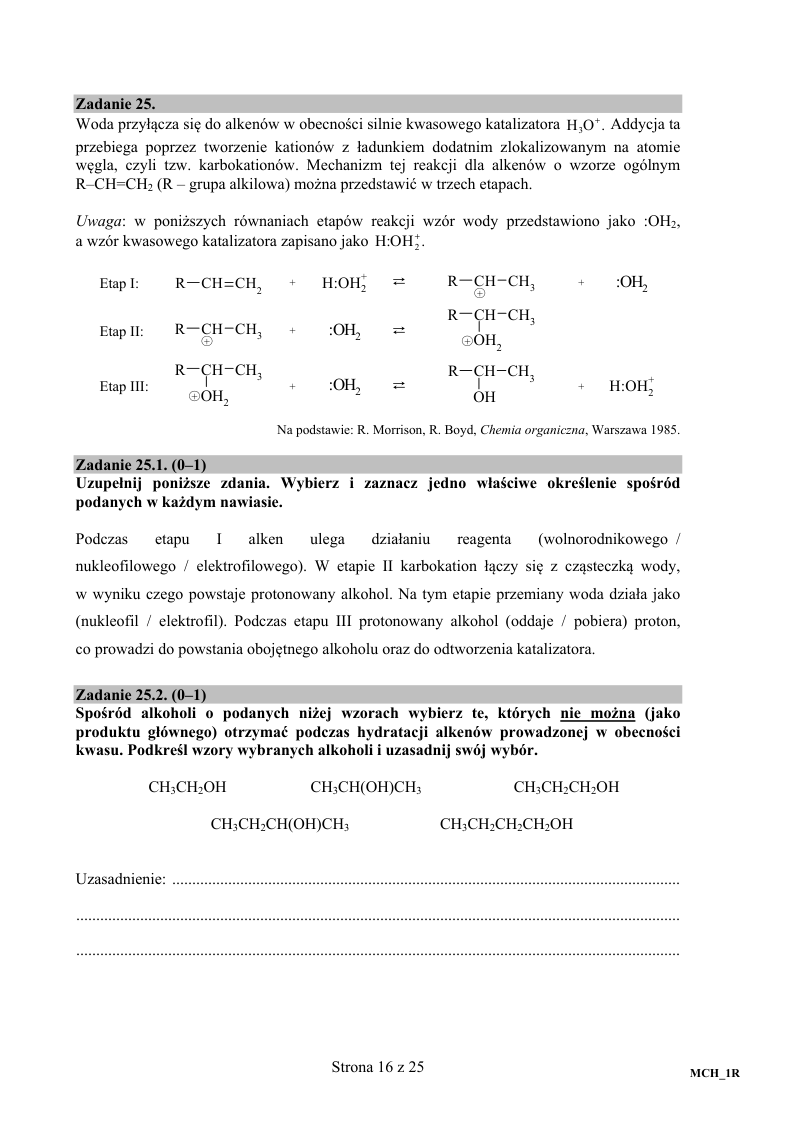 Zadanie 25.
Woda przyłącza się do alkenów w obecności silnie kwasowego katalizatora H₃O⁺. Addycja ta
przebiega poprzez tworzenie kationów z ładunkiem dodatnim zlokalizowanym na atomie
węgla, czyli tzw. karbokationów. Mechanizm tej reakcji dla alkenów o wzorze ogólnym
R–CH=CH₂ (R – grupa alkilowa) można przedstawić w trzech etapach.
Uwaga: w poniższych równaniach etapów reakcji wzór wody przedstawiono jako :OH₂,
a wzór kwasowego katalizatora zapisano jako H:OH₂⁺.
Etap I: R—CH=CH₂ + H:OH₂⁺ ⇄ R—CH—CH₃ + :OH₂
⊕
R—CH—CH₃
Etap II: R—CH—CH₃ + :OH₂ ⇄
⊕ ⊕OH₂
R—CH—CH₃ R—CH—CH₃
Etap III: + :OH₂ ⇄ + H:OH₂⁺
⊕OH₂ OH
Na podstawie: R. Morrison, R. Boyd, Chemia organiczna, Warszawa 1985.
Zadanie 25.1. (0–1)
Uzupełnij poniższe zdania. Wybierz i zaznacz jedno właściwe określenie spośród
podanych w każdym nawiasie.
Podczas etapu I alken ulega działaniu reagenta (wolnorodnikowego /
nukleofilowego / elektrofilowego). W etapie II karbokation łączy się z cząsteczką wody,
w wyniku czego powstaje protonowany alkohol. Na tym etapie przemiany woda działa jako
(nukleofil / elektrofil). Podczas etapu III protonowany alkohol (oddaje / pobiera) proton,
co prowadzi do powstania obojętnego alkoholu oraz do odtworzenia katalizatora.
Zadanie 25.2. (0–1)
Spośród alkoholi o podanych niżej wzorach wybierz te, których nie można (jako
produktu głównego) otrzymać podczas hydratacji alkenów prowadzonej w obecności
kwasu. Podkreśl wzory wybranych alkoholi i uzasadnij swój wybór.
CH₃CH₂OH CH₃CH(OH)CH₃ CH₃CH₂CH₂OH
CH₃CH₂CH(OH)CH₃ CH₃CH₂CH₂CH₂OH
Uzasadnienie: ................................................................................................................................
........................................................................................................................................................
........................................................................................................................................................
Strona 16 z 25
MCH_1R